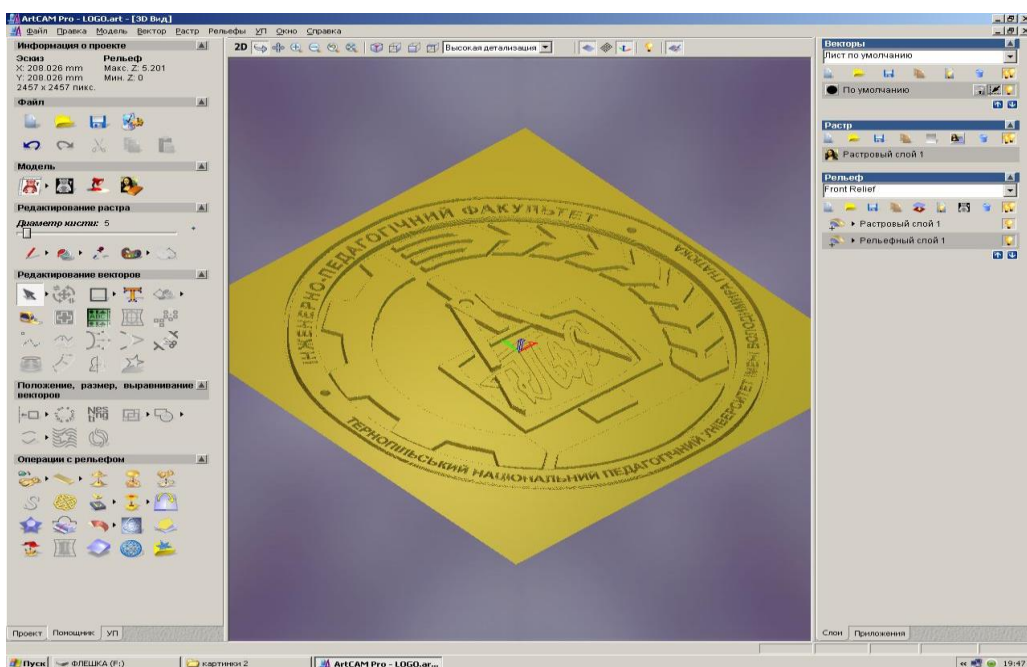 ArtCAM Pro - LOGO.art - [3D Вид]
Файл Правка Модель Вектор Растр Рельефы УП Окно Справка
Информация о проекте
Эскиз Рельеф
X: 208.026 mm Макс. Z: 5.201
Y: 208.026 mm Мин. Z: 0
2457 x 2457 пикс.
Файл
Модель
Редактирование растра
Диаметр кисти: 5
Редактирование векторов
Положение, размер, выравнивание
векторов
Операции с рельефом
Проект Помощник УП
2D Высокая детализация
ІНЖЕНЕРНО-ПЕДАГОГІЧНИЙ ФАКУЛЬТЕТ
ТЕРНОПІЛЬСЬКИЙ НАЦІОНАЛЬНИЙ ПЕДАГОГІЧНИЙ УНІВЕРСИТЕТ ІМЕНІ ВОЛОДИМИРА ГНАТЮКА
Векторы
Лист по умолчанию
По умолчанию
Растр
Растровый слой 1
Рельеф
Front Relief
Растровый слой 1
Рельефный слой 1
Слои Приложения
Пуск ФЛЕШКА (F:) картинки 2 ArtCAM Pro - LOGO.ar... 19:47